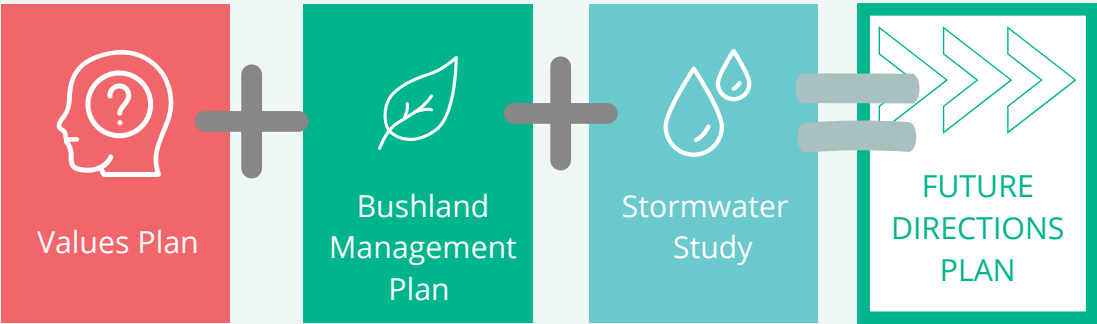 ?
Values Plan
Bushland
Management
Plan
Stormwater
Study
FUTURE
DIRECTIONS
PLAN